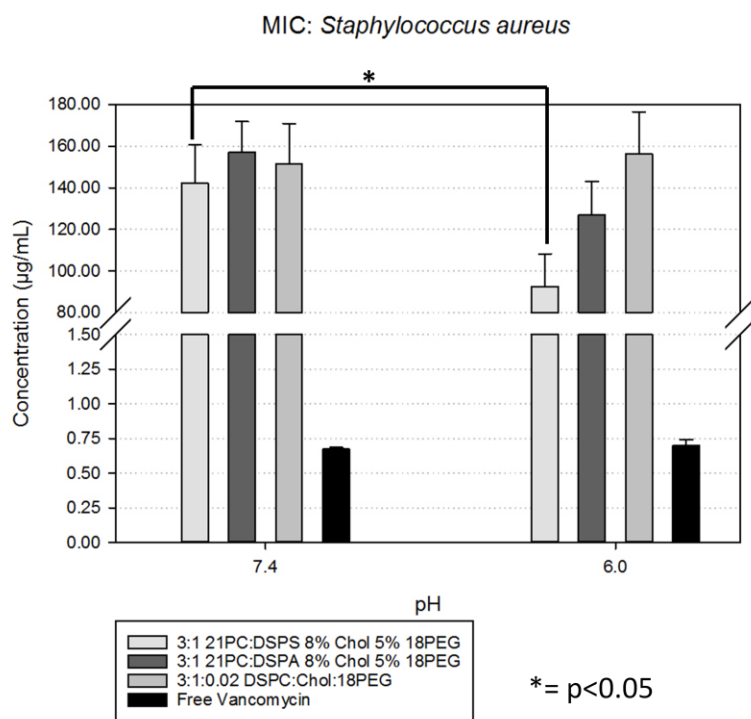 MIC: Staphylococcus aureus
*
180.00
160.00
140.00
120.00
100.00
80.00
1.50
1.25
1.00
0.75
0.50
0.25
0.00
Concentration (µg/mL)
7.4
6.0
pH
3:1 21PC:DSPS 8% Chol 5% 18PEG
3:1 21PC:DSPA 8% Chol 5% 18PEG
3:1:0.02 DSPC:Chol:18PEG
Free Vancomycin
*= p<0.05